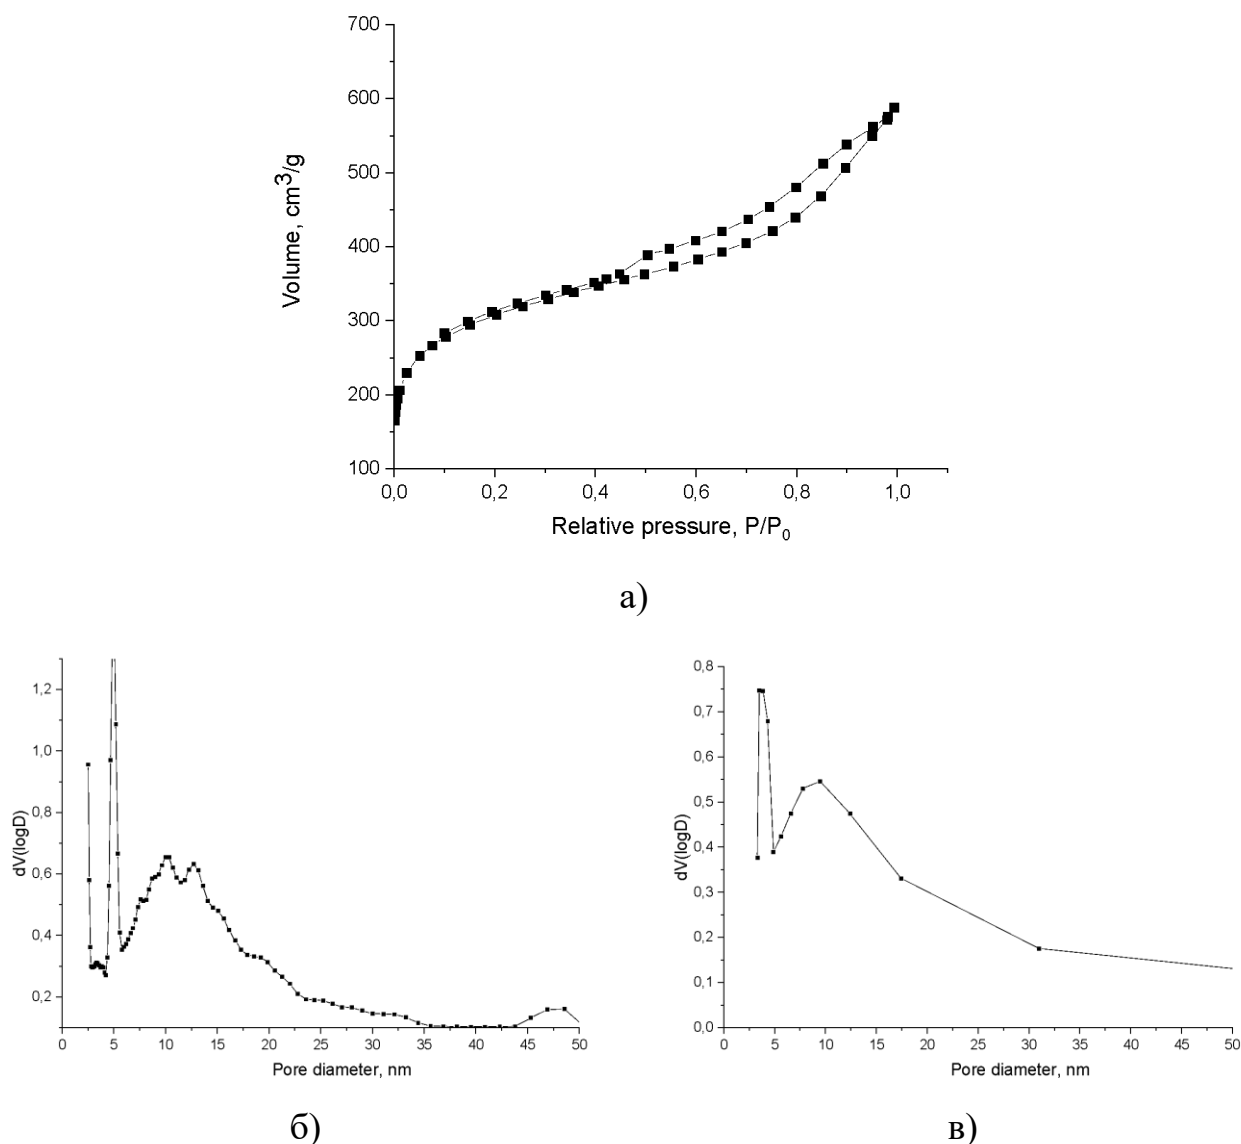 700
600
500
400
300
200
100
Volume, cm³/g
0,0 0,2 0,4 0,6 0,8 1,0
Relative pressure, P/P₀
а)
1,2
1,0
0,8
0,6
0,4
0,2
dV(logD)
0 5 10 15 20 25 30 35 40 45 50
Pore diameter, nm
б)
0,8
0,7
0,6
0,5
0,4
0,3
0,2
0,1
0,0
dV(logD)
0 5 10 15 20 25 30 35 40 45 50
Pore diameter, nm
в)